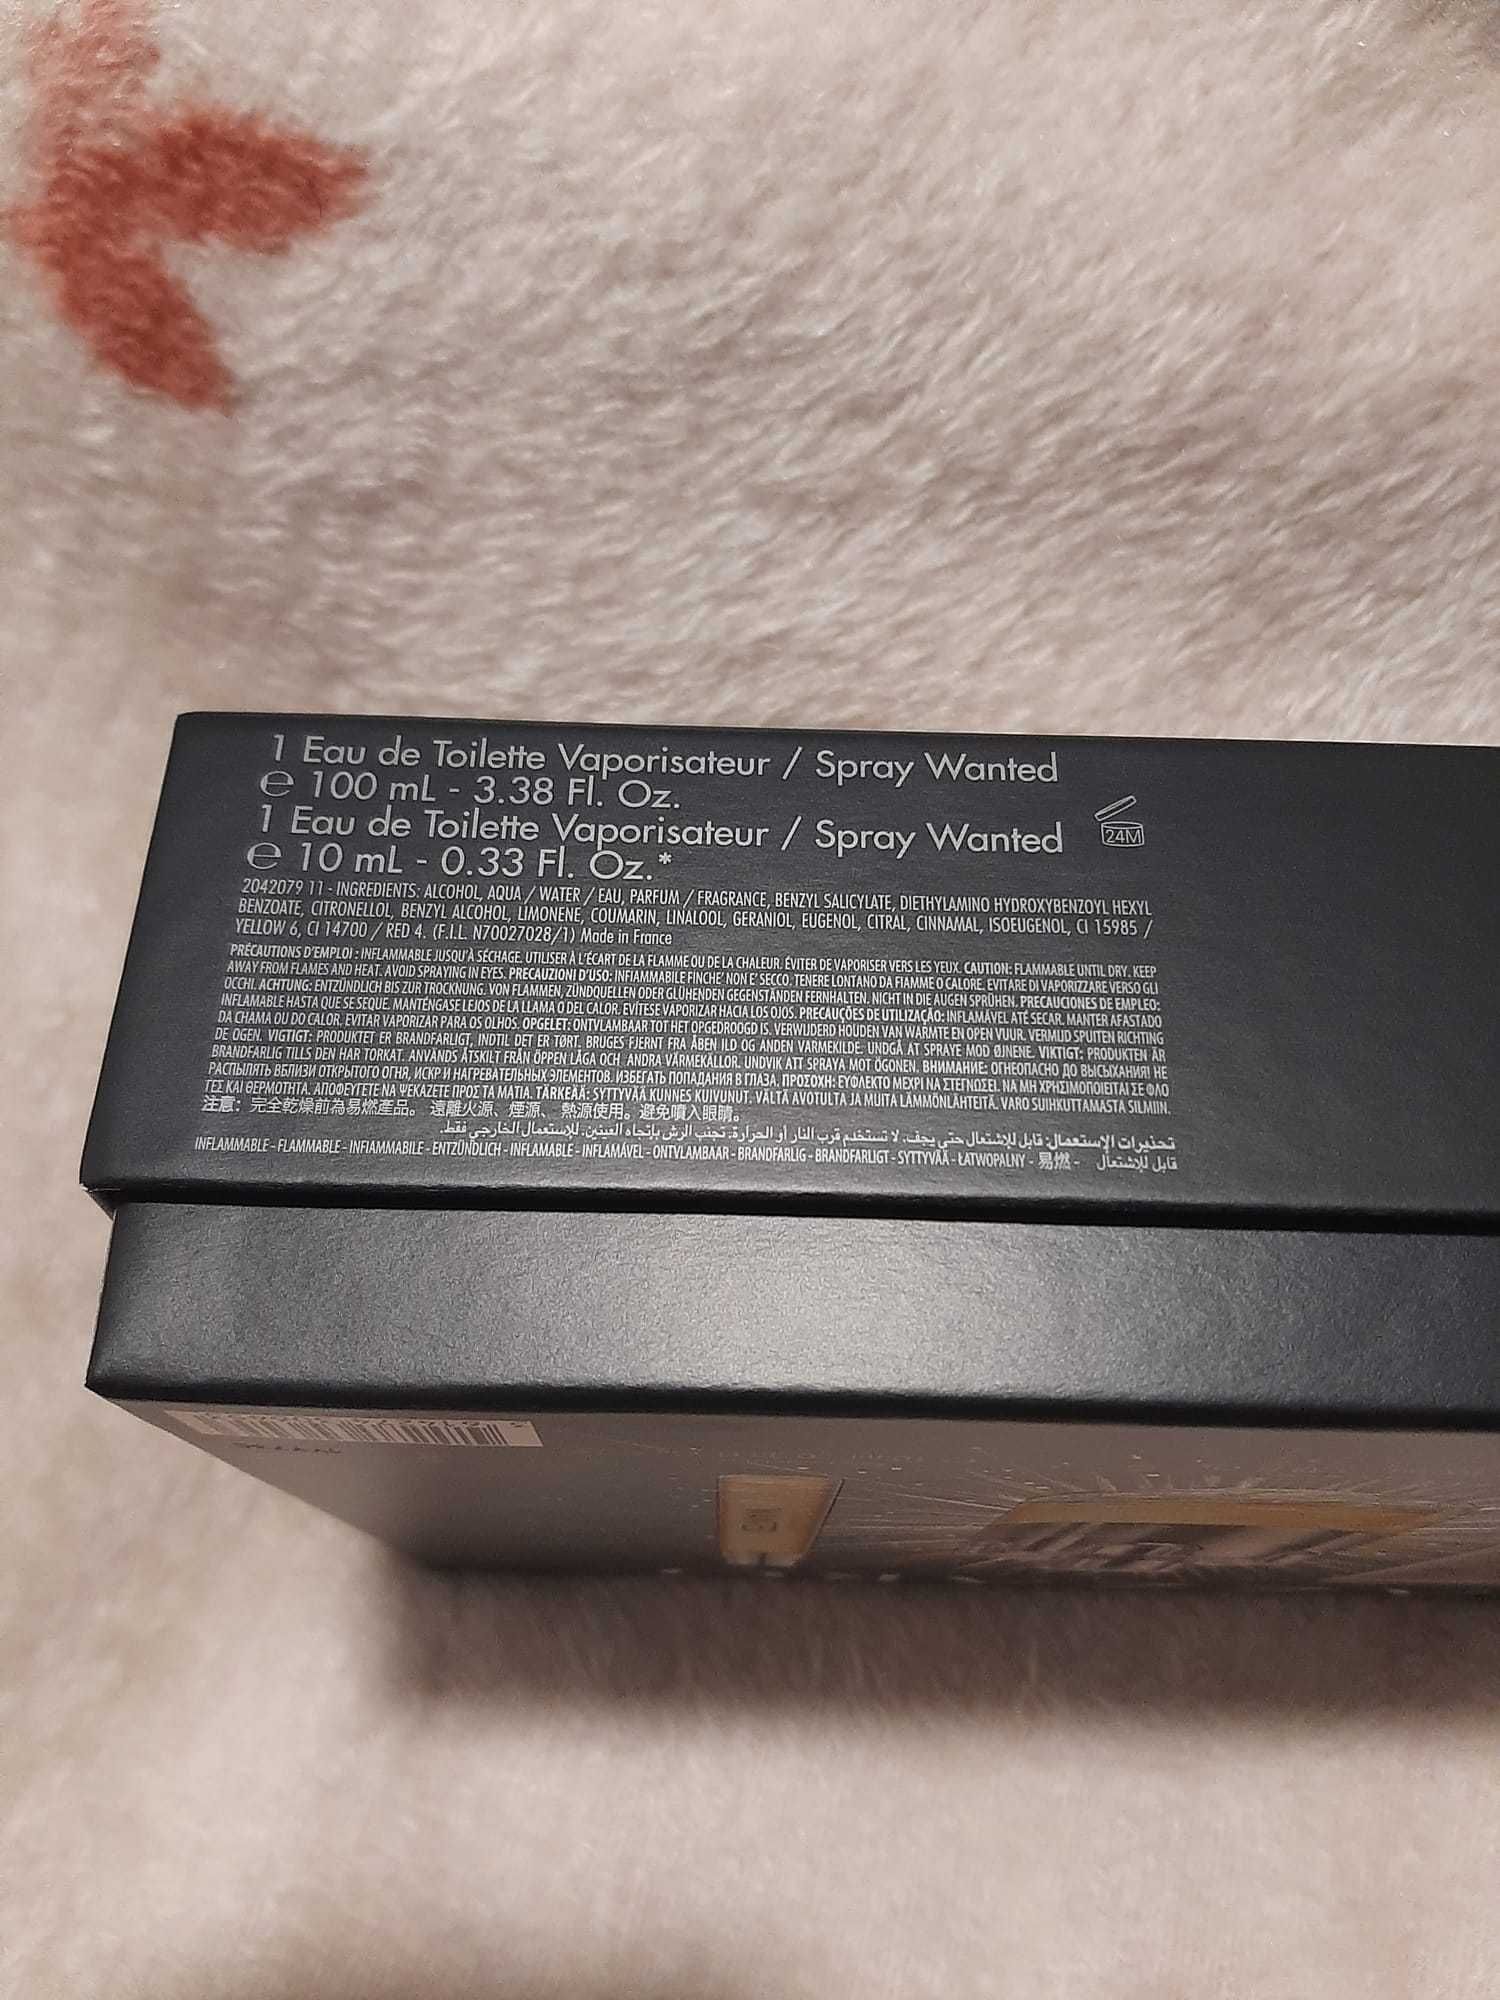 1 Eau de Toilette Vaporisateur / Spray Wanted
℮ 100 mL - 3.38 Fl. Oz.
1 Eau de Toilette Vaporisateur / Spray Wanted
24M
℮ 10 mL - 0.33 Fl. Oz.*
2042079 11 - INGREDIENTS: ALCOHOL, AQUA / WATER / EAU, PARFUM / FRAGRANCE, BENZYL SALICYLATE, DIETHYLAMINO HYDROXYBENZOYL HEXYL
BENZOATE, CITRONELLOL, BENZYL ALCOHOL, LIMONENE, COUMARIN, LINALOOL, GERANIOL, EUGENOL, CITRAL, CINNAMAL, ISOEUGENOL, CI 15985 /
YELLOW 6, CI 14700 / RED 4. (F.I.L. N70027028/1) Made in France
PRÉCAUTIONS D'EMPLOI : INFLAMMABLE JUSQU'À SÉCHAGE. UTILISER À L'ÉCART DE LA FLAMME OU DE LA CHALEUR. ÉVITER DE VAPORISER VERS LES YEUX. CAUTION: FLAMMABLE UNTIL DRY. KEEP
AWAY FROM FLAMES AND HEAT. AVOID SPRAYING IN EYES. PRECAUZIONI D'USO: INFIAMMABILE FINCHE' NON E' SECCO. TENERE LONTANO DA FIAMME O CALORE. EVITARE DI VAPORIZZARE VERSO GLI
OCCHI. ACHTUNG: ENTZÜNDLICH BIS ZUR TROCKNUNG. VON FLAMMEN, ZÜNDQUELLEN ODER GLÜHENDEN GEGENSTÄNDEN FERNHALTEN. NICHT IN DIE AUGEN SPRÜHEN. PRECAUCIONES DE EMPLEO:
INFLAMABLE HASTA QUE SE SEQUE. MANTÉNGASE LEJOS DE LA LLAMA O DEL CALOR. EVÍTESE VAPORIZAR HACIA LOS OJOS. PRECAUÇÕES DE UTILIZAÇÃO: INFLAMÁVEL ATÉ SECAR. MANTER AFASTADO
DA CHAMA OU DO CALOR. EVITAR VAPORIZAR PARA OS OLHOS. OPGELET: ONTVLAMBAAR TOT HET OPGEDROOGD IS. VERWIJDERD HOUDEN VAN WARMTE EN OPEN VUUR. VERMIJD SPUITEN RICHTING
DE OGEN. VIGTIGT: PRODUKTET ER BRANDFARLIGT, INDTIL DET ER TØRT. BRUGES FJERNT FRA ÅBEN ILD OG ANDEN VARMEKILDE. UNDGÅ AT SPRAYE MOD ØJNENE. VIKTIGT: PRODUKTEN ÄR
BRANDFARLIG TILLS DEN HAR TORKAT. ANVÄNDS ÅTSKILT FRÅN ÖPPEN LÅGA OCH ANDRA VÄRMEKÄLLOR. UNDVIK ATT SPRAYA MOT ÖGONEN. ВНИМАНИЕ: ОГНЕОПАСНО ДО ВЫСЫХАНИЯ! НЕ
РАСПЫЛЯТЬ ВБЛИЗИ ОТКРЫТОГО ОГНЯ, ИСКР И НАГРЕВАТЕЛЬНЫХ ЭЛЕМЕНТОВ. ИЗБЕГАТЬ ПОПАДАНИЯ В ГЛАЗА. ΠΡΟΣΟΧΗ: ΕΥΦΛΕΚΤΟ ΜΕΧΡΙ ΝΑ ΣΤΕΓΝΩΣΕΙ. ΝΑ ΜΗ ΧΡΗΣΙΜΟΠΟΙΕΙΤΑΙ ΣΕ ΦΛΟ
ΓΕΣ ΚΑΙ ΘΕΡΜΟΤΗΤΑ. ΑΠΟΦΕΥΓΕΤΕ ΝΑ ΨΕΚΑΖΕΤΕ ΠΡΟΣ ΤΑ ΜΑΤΙΑ. TÄRKEÄÄ: SYTTYVÄÄ KUNNES KUIVUNUT. VÄLTÄ AVOTULTA JA MUITA LÄMMÖNLÄHTEITÄ. VARO SUIHKUTTAMASTA SILMIIN.
注意：完全乾燥前為易燃產品。遠離火源、煙源、熱源使用。避免噴入眼睛。
تحذيرات الإستعمال: قابل للإشتعال حتى يجف. لا تستخدم قرب النار أو الحرارة. تجنب الرش بإتجاه العينين. للإستعمال الخارجي فقط.
INFLAMMABLE - FLAMMABLE - INFIAMMABILE - ENTZÜNDLICH - INFLAMABLE - INFLAMÁVEL - ONTVLAMBAAR - BRANDFARLIG - BRANDFARLIGT - SYTTYVÄÄ - ŁATWOPALNY - 易燃 - قابل للإشتعال